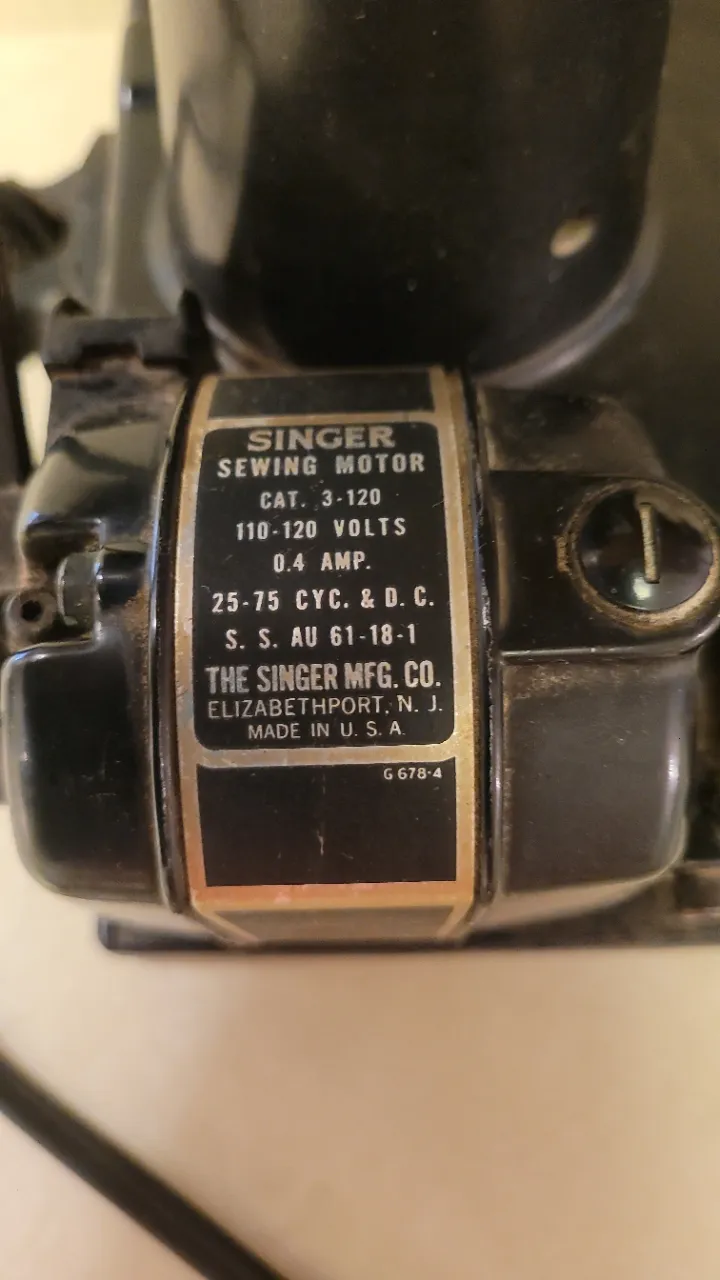 SINGER
SEWING MOTOR
CAT. 3-120
110-120 VOLTS
0.4 AMP.
25-75 CYC. & D. C.
S. S. AU 61-18-1
THE SINGER MFG. CO.
ELIZABETHPORT, N. J.
MADE IN U. S. A.
G 678-4